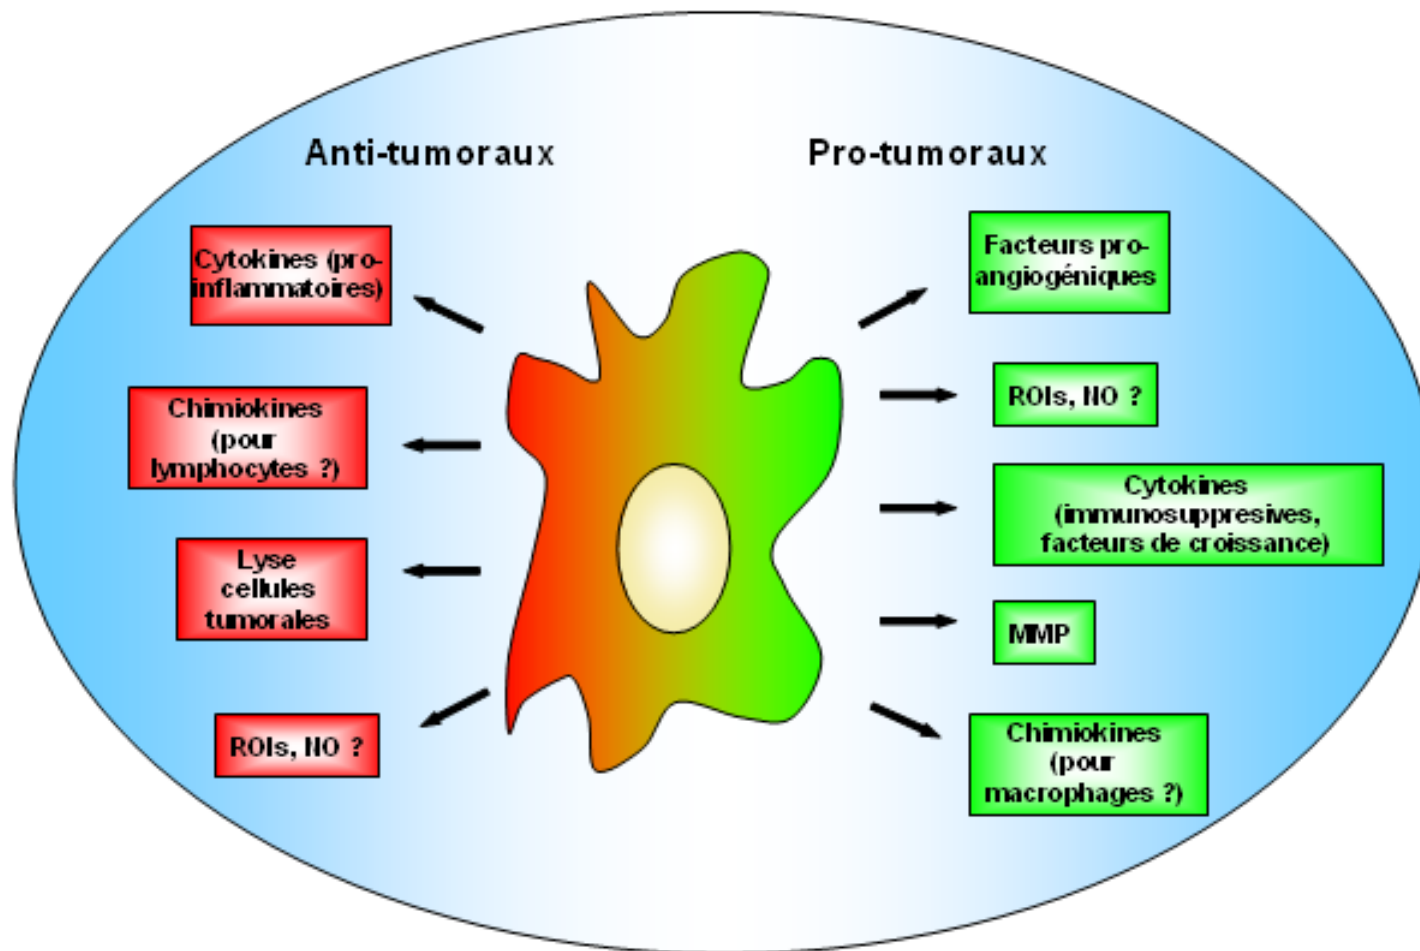 Anti-tumoraux
Pro-tumoraux
Cytokines (pro-
inflammatoires)
Chimiokines
(pour
lymphocytes ?)
Lyse
cellules
tumorales
ROIs, NO ?
Facteurs pro-
angiogéniques
ROIs, NO ?
Cytokines
(immunosuppresives,
facteurs de croissance)
MMP
Chimiokines
(pour
macrophages ?)